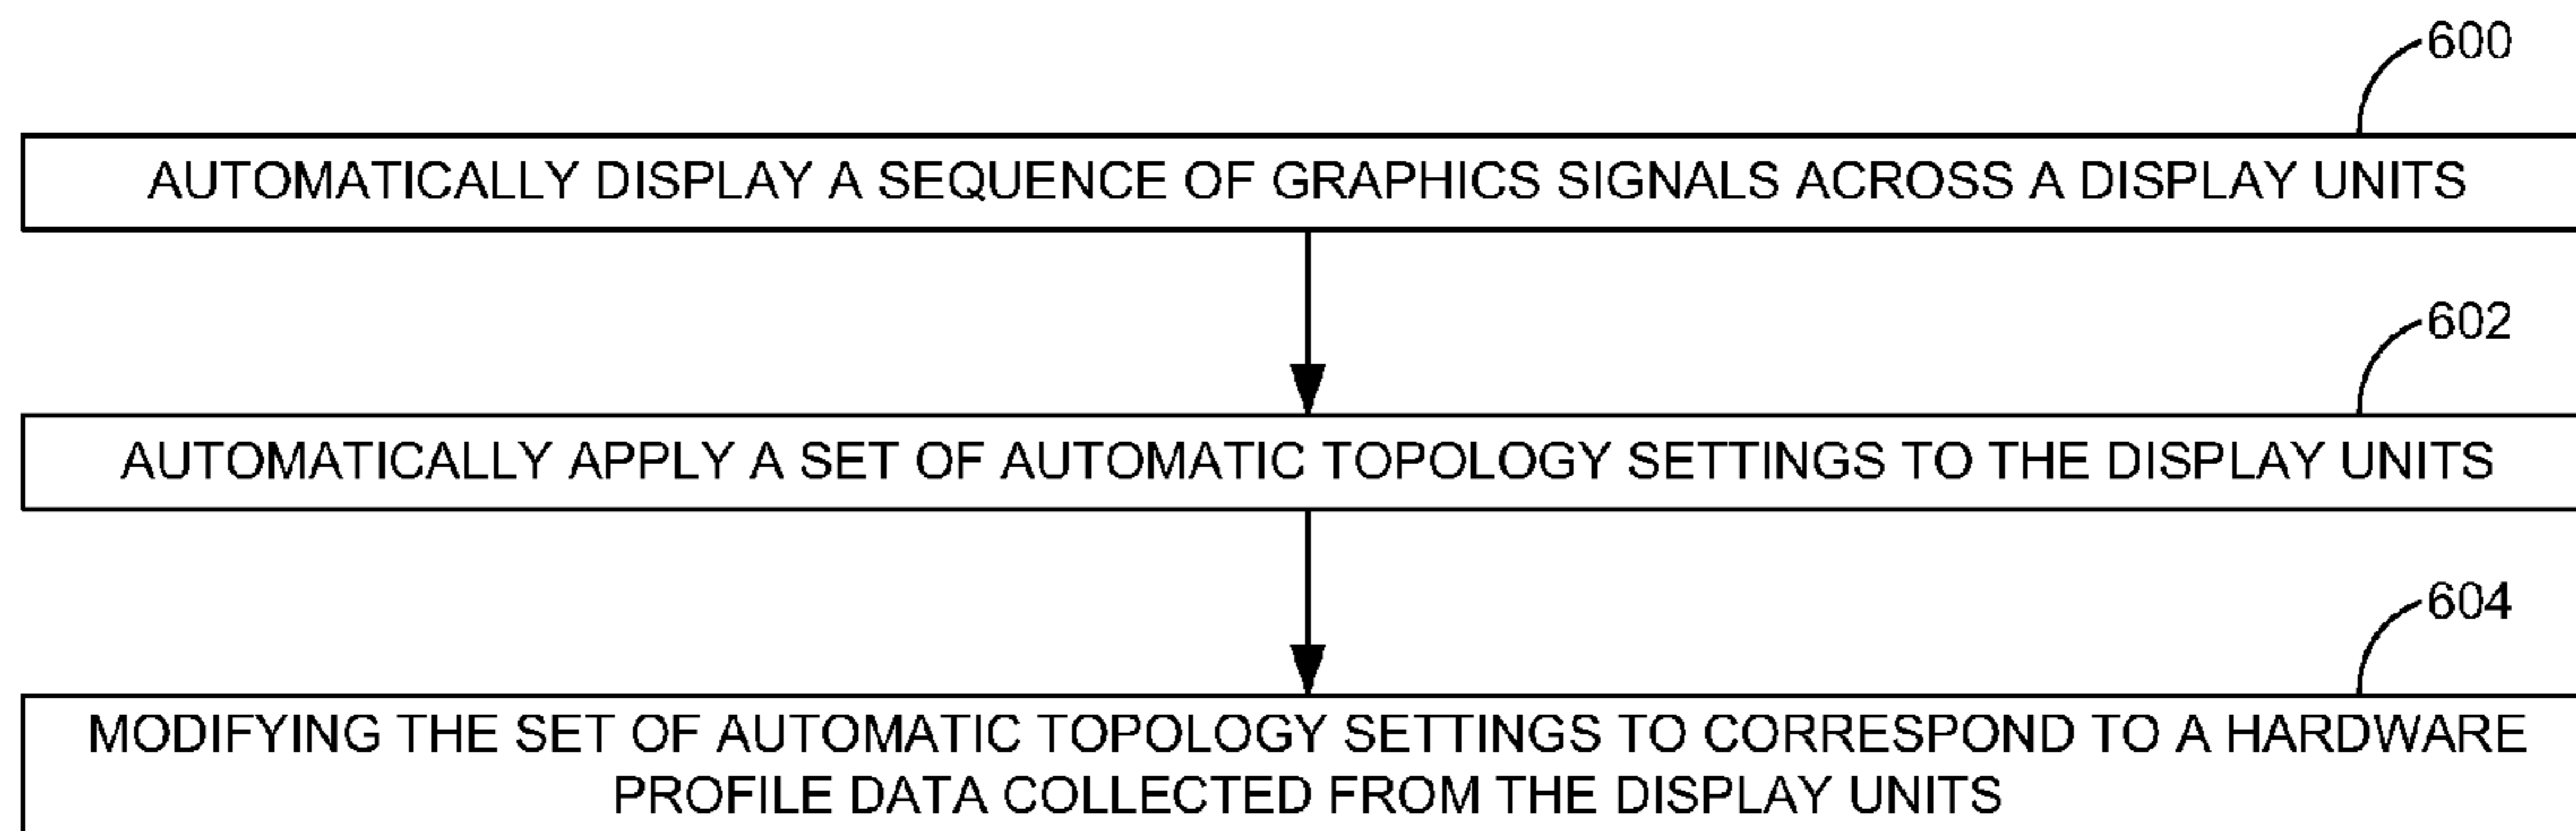 600
AUTOMATICALLY DISPLAY A SEQUENCE OF GRAPHICS SIGNALS ACROSS A DISPLAY UNITS
602
AUTOMATICALLY APPLY A SET OF AUTOMATIC TOPOLOGY SETTINGS TO THE DISPLAY UNITS
604
MODIFYING THE SET OF AUTOMATIC TOPOLOGY SETTINGS TO CORRESPOND TO A HARDWARE
PROFILE DATA COLLECTED FROM THE DISPLAY UNITS